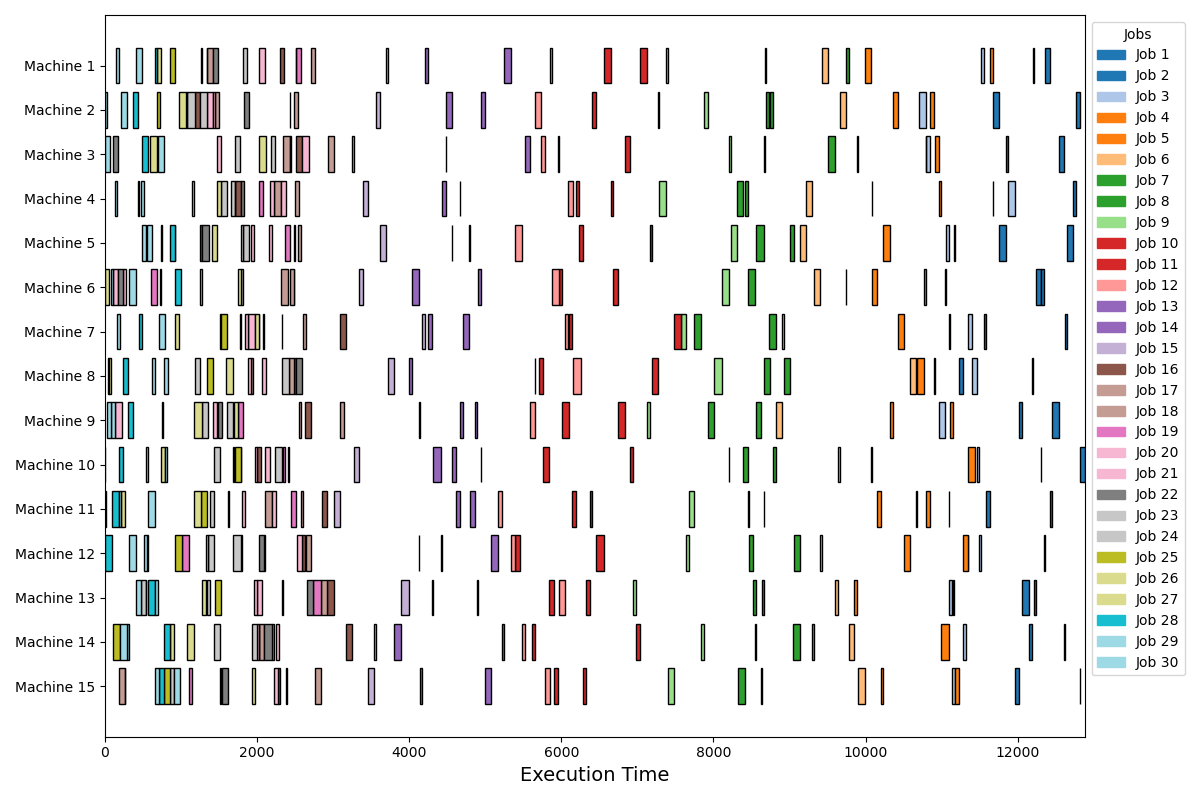 Machine 1
Machine 2
Machine 3
Machine 4
Machine 5
Machine 6
Machine 7
Machine 8
Machine 9
Machine 10
Machine 11
Machine 12
Machine 13
Machine 14
Machine 15
0 2000 4000 6000 8000 10000 12000
Execution Time
Jobs
Job 1
Job 2
Job 3
Job 4
Job 5
Job 6
Job 7
Job 8
Job 9
Job 10
Job 11
Job 12
Job 13
Job 14
Job 15
Job 16
Job 17
Job 18
Job 19
Job 20
Job 21
Job 22
Job 23
Job 24
Job 25
Job 26
Job 27
Job 28
Job 29
Job 30